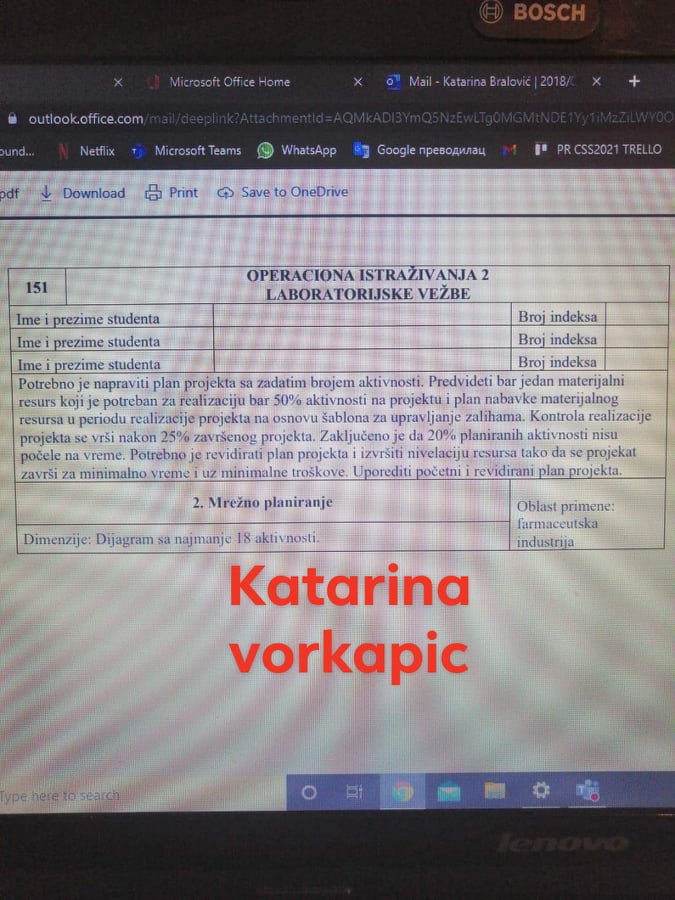 BOSCH
Microsoft Office Home
Mail - Katarina Bralović | 2018/
outlook.office.com/mail/deeplink?AttachmentId=AQMkADI3YmQ5NzEwLTg0MGMtNDE1Yy1iMzZiLWY0O
ound...
Netflix
Microsoft Teams
WhatsApp
Google преводилац
PR CSS2021 TRELLO
pdf
Download
Print
Save to OneDrive
151
OPERACIONA ISTRAŽIVANJA 2
LABORATORIJSKE VEŽBE
Ime i prezime studenta
Broj indeksa
Ime i prezime studenta
Broj indeksa
Ime i prezime studenta
Broj indeksa
Potrebno je napraviti plan projekta sa zadatim brojem aktivnosti. Predvideti bar jedan materijalni
resurs koji je potreban za realizaciju bar 50% aktivnosti na projektu i plan nabavke materijalnog
resursa u periodu realizacije projekta na osnovu šablona za upravljanje zalihama. Kontrola realizacije
projekta se vrši nakon 25% završenog projekta. Zaključeno je da 20% planiranih aktivnosti nisu
počele na vreme. Potrebno je revidirati plan projekta i izvršiti nivelaciju resursa tako da se projekat
završi za minimalno vreme i uz minimalne troškove. Uporediti početni i revidirani plan projekta.
2. Mrežno planiranje
Dimenzije: Dijagram sa najmanje 18 aktivnosti.
Oblast primene:
farmaceutska
industrija
Katarina
vorkapic
Type here to search
lenovo